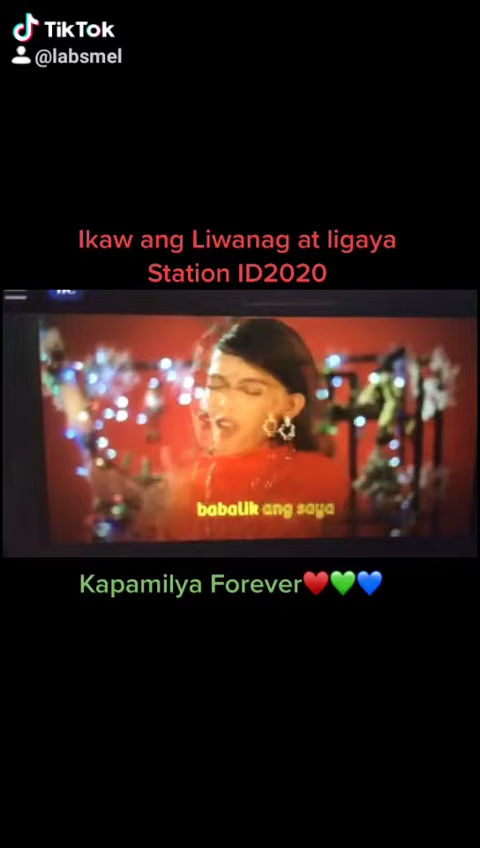 TikTok
@labsmel
Ikaw ang Liwanag at ligaya
Station ID2020
babalik ang saya
Kapamilya Forever❤️💚💙